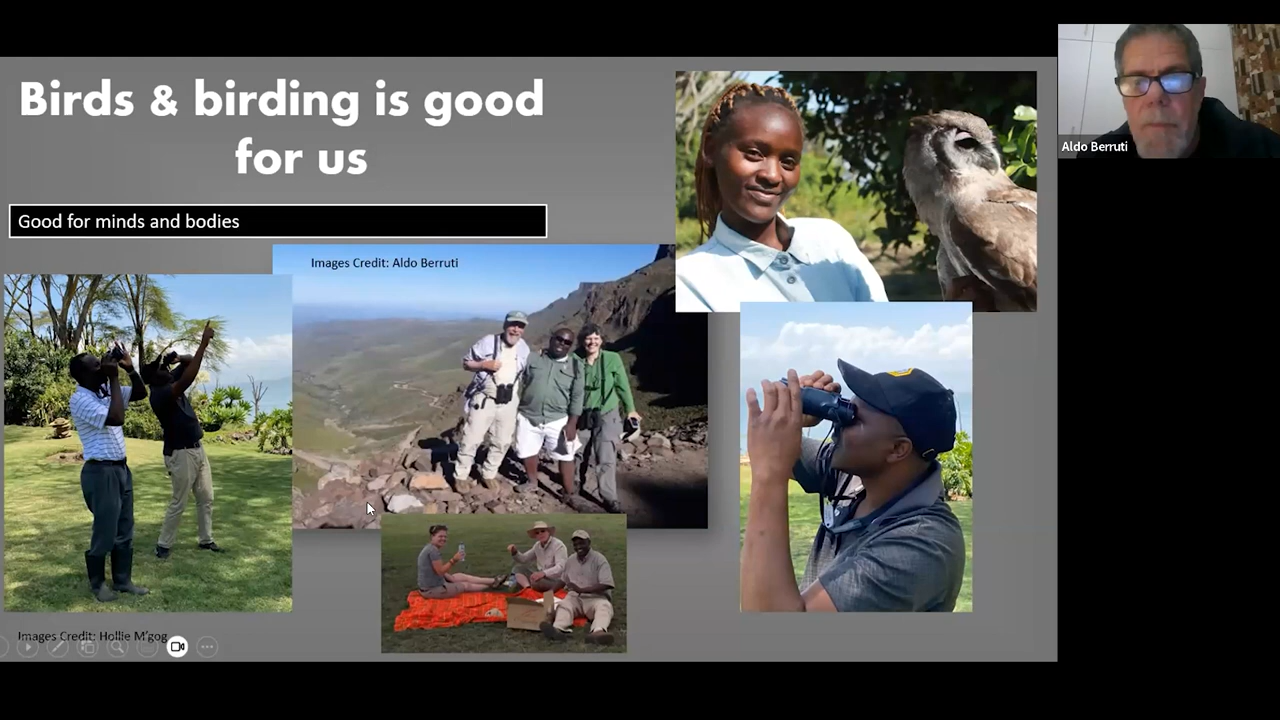 Birds & birding is good
for us
Good for minds and bodies
Images Credit: Aldo Berruti
Images Credit: Hollie M'gog
Aldo Berruti